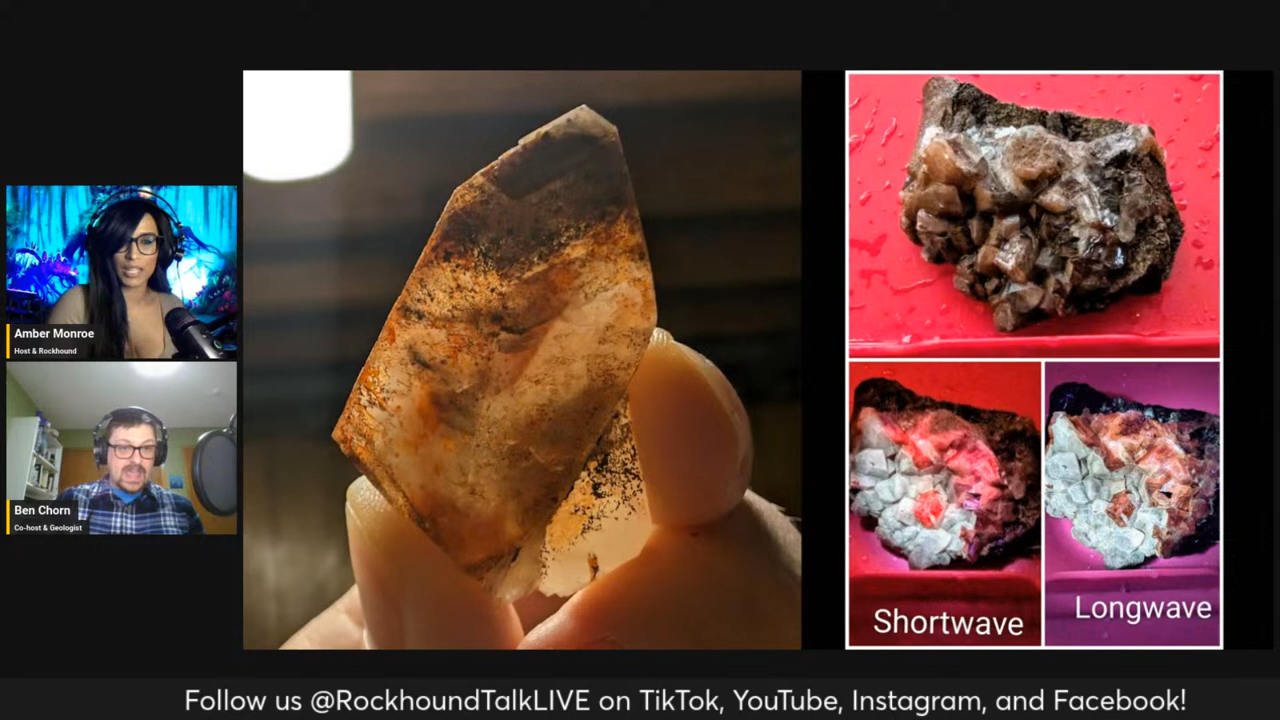 Amber Monroe
Host & Rockhound
Ben Chorn
Co-host & Geologist
Shortwave
Longwave
Follow us @RockhoundTalkLIVE on TikTok, YouTube, Instagram, and Facebook!